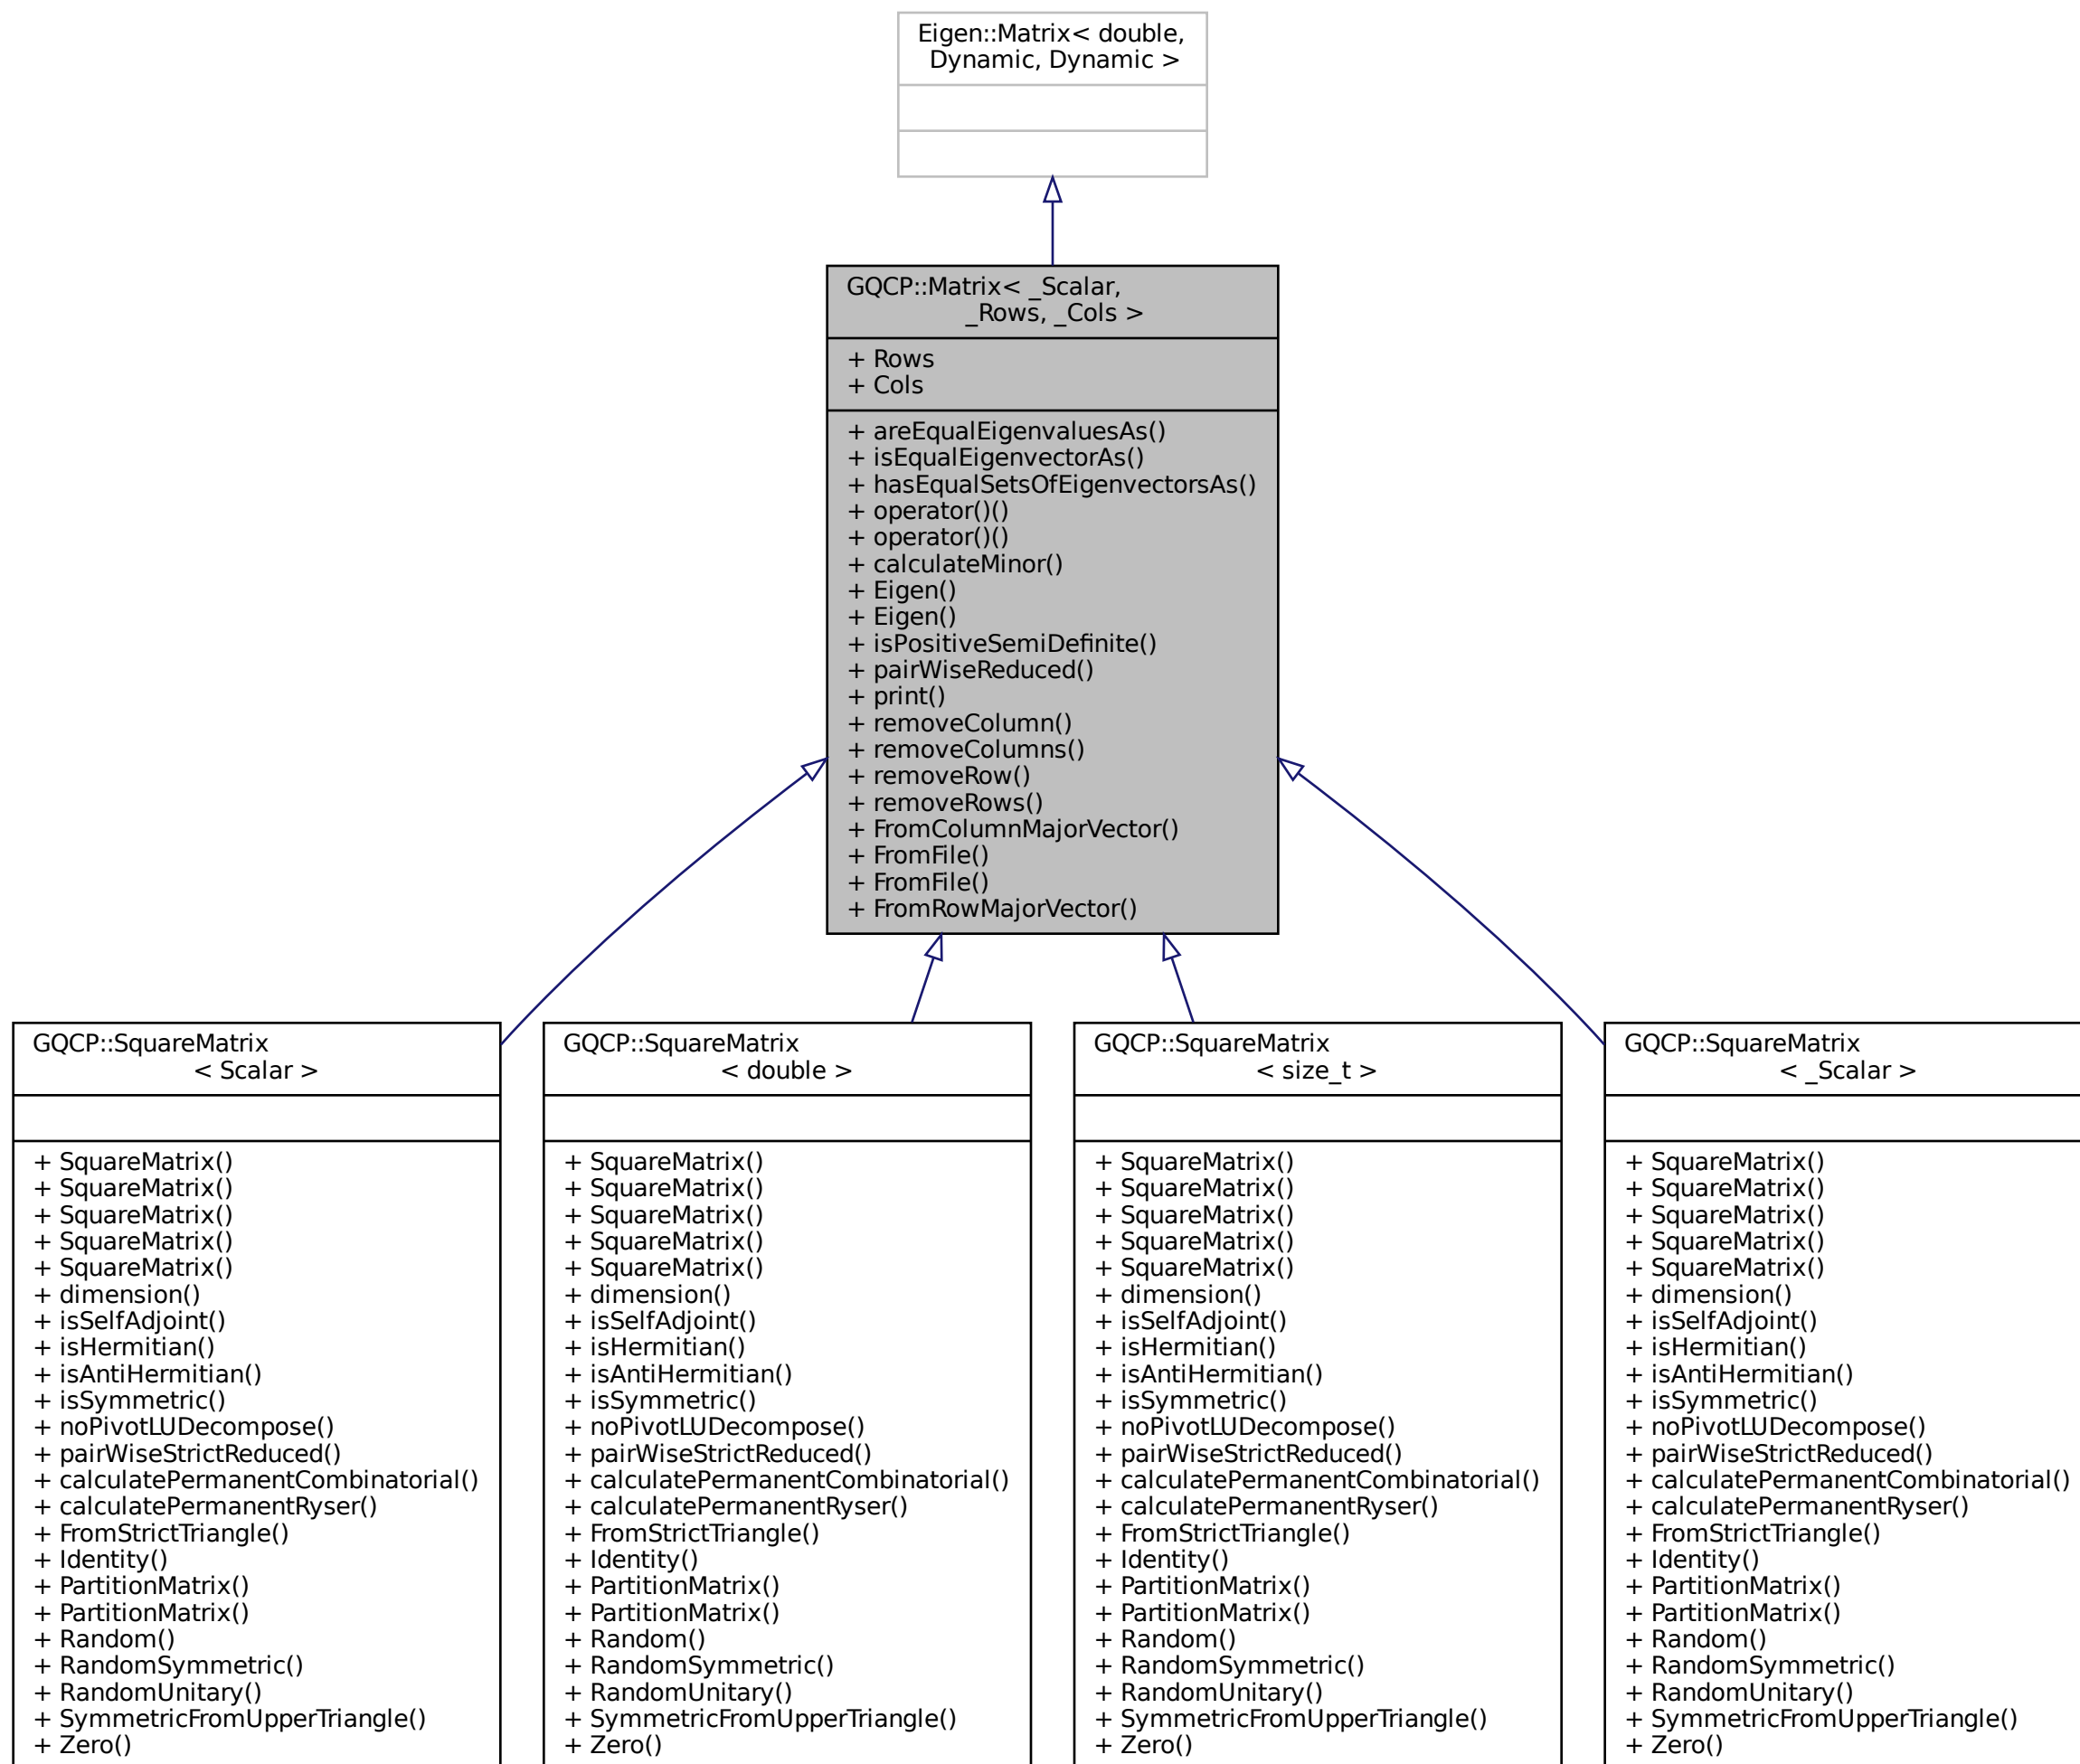 Eigen::Matrix< double,
Dynamic, Dynamic >
GQCP::Matrix< _Scalar,
_Rows, _Cols >
+ Rows
+ Cols
+ areEqualEigenvaluesAs()
+ isEqualEigenvectorAs()
+ hasEqualSetsOfEigenvectorsAs()
+ operator()()
+ operator()()
+ calculateMinor()
+ Eigen()
+ Eigen()
+ isPositiveSemiDefinite()
+ pairWiseReduced()
+ print()
+ removeColumn()
+ removeColumns()
+ removeRow()
+ removeRows()
+ FromColumnMajorVector()
+ FromFile()
+ FromFile()
+ FromRowMajorVector()
GQCP::SquareMatrix
< Scalar >
+ SquareMatrix()
+ SquareMatrix()
+ SquareMatrix()
+ SquareMatrix()
+ SquareMatrix()
+ dimension()
+ isSelfAdjoint()
+ isHermitian()
+ isAntiHermitian()
+ isSymmetric()
+ noPivotLUDecompose()
+ pairWiseStrictReduced()
+ calculatePermanentCombinatorial()
+ calculatePermanentRyser()
+ FromStrictTriangle()
+ Identity()
+ PartitionMatrix()
+ PartitionMatrix()
+ Random()
+ RandomSymmetric()
+ RandomUnitary()
+ SymmetricFromUpperTriangle()
+ Zero()
GQCP::SquareMatrix
< double >
+ SquareMatrix()
+ SquareMatrix()
+ SquareMatrix()
+ SquareMatrix()
+ SquareMatrix()
+ dimension()
+ isSelfAdjoint()
+ isHermitian()
+ isAntiHermitian()
+ isSymmetric()
+ noPivotLUDecompose()
+ pairWiseStrictReduced()
+ calculatePermanentCombinatorial()
+ calculatePermanentRyser()
+ FromStrictTriangle()
+ Identity()
+ PartitionMatrix()
+ PartitionMatrix()
+ Random()
+ RandomSymmetric()
+ RandomUnitary()
+ SymmetricFromUpperTriangle()
+ Zero()
GQCP::SquareMatrix
< size_t >
+ SquareMatrix()
+ SquareMatrix()
+ SquareMatrix()
+ SquareMatrix()
+ SquareMatrix()
+ dimension()
+ isSelfAdjoint()
+ isHermitian()
+ isAntiHermitian()
+ isSymmetric()
+ noPivotLUDecompose()
+ pairWiseStrictReduced()
+ calculatePermanentCombinatorial()
+ calculatePermanentRyser()
+ FromStrictTriangle()
+ Identity()
+ PartitionMatrix()
+ PartitionMatrix()
+ Random()
+ RandomSymmetric()
+ RandomUnitary()
+ SymmetricFromUpperTriangle()
+ Zero()
GQCP::SquareMatrix
< _Scalar >
+ SquareMatrix()
+ SquareMatrix()
+ SquareMatrix()
+ SquareMatrix()
+ SquareMatrix()
+ dimension()
+ isSelfAdjoint()
+ isHermitian()
+ isAntiHermitian()
+ isSymmetric()
+ noPivotLUDecompose()
+ pairWiseStrictReduced()
+ calculatePermanentCombinatorial()
+ calculatePermanentRyser()
+ FromStrictTriangle()
+ Identity()
+ PartitionMatrix()
+ PartitionMatrix()
+ Random()
+ RandomSymmetric()
+ RandomUnitary()
+ SymmetricFromUpperTriangle()
+ Zero()